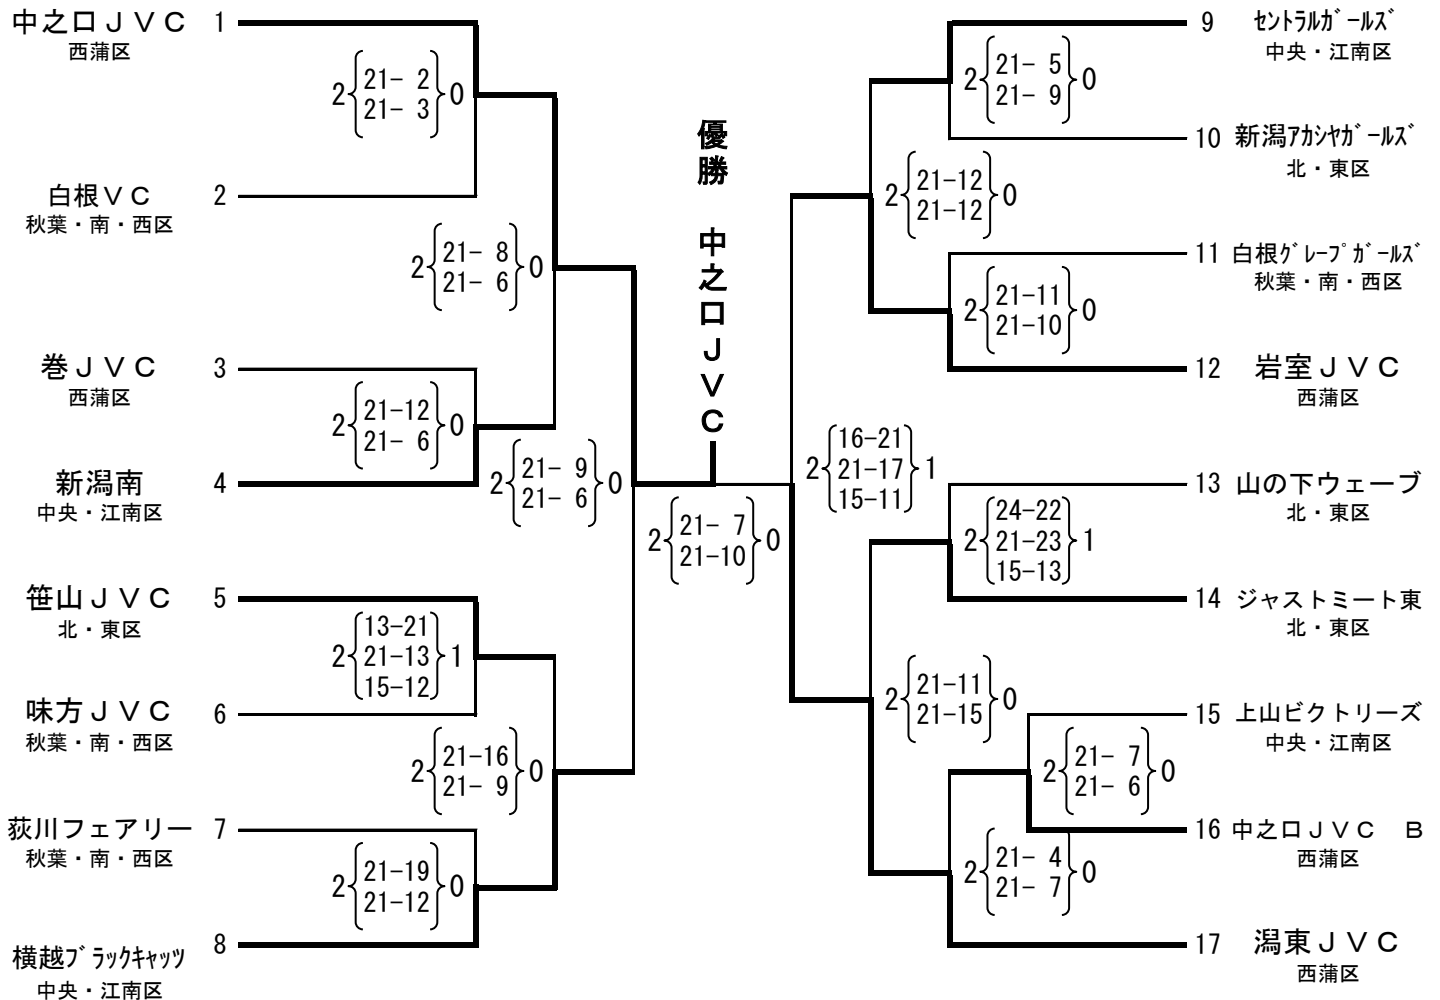 中之口ＪＶＣ 1
西蒲区
2 21- 2 0
21- 3
白根ＶＣ 2
秋葉・南・西区
2 21- 8 0
21- 6
巻ＪＶＣ 3
西蒲区
2 21-12 0
21- 6
新潟南 4
中央・江南区
2 21- 9 0
21- 6
笹山ＪＶＣ 5
北・東区
13-21
2 21-13 1
15-12
味方ＪＶＣ 6
秋葉・南・西区
2 21-16 0
21- 9
荻川フェアリー 7
秋葉・南・西区
2 21-19 0
21-12
横越ﾌﾞﾗｯｸｷｬｯﾂ 8
中央・江南区
優勝　中之口ＪＶＣ
2 21- 7 0
21-10
9 ｾﾝﾄﾗﾙｶﾞｰﾙｽﾞ
中央・江南区
2 21- 5 0
21- 9
10 新潟ｱｶｼﾔｶﾞｰﾙｽﾞ
北・東区
2 21-12 0
21-12
11 白根ｸﾞﾚｰﾌﾟｶﾞｰﾙｽﾞ
秋葉・南・西区
2 21-11 0
21-10
12 岩室ＪＶＣ
西蒲区
16-21
2 21-17 1
15-11
13 山の下ウェーブ
北・東区
24-22
2 21-23 1
15-13
14 ジャストミート東
北・東区
2 21-11 0
21-15
15 上山ビクトリーズ
中央・江南区
2 21- 7 0
21- 6
16 中之口ＪＶＣ　Ｂ
西蒲区
2 21- 4 0
21- 7
17 潟東ＪＶＣ
西蒲区